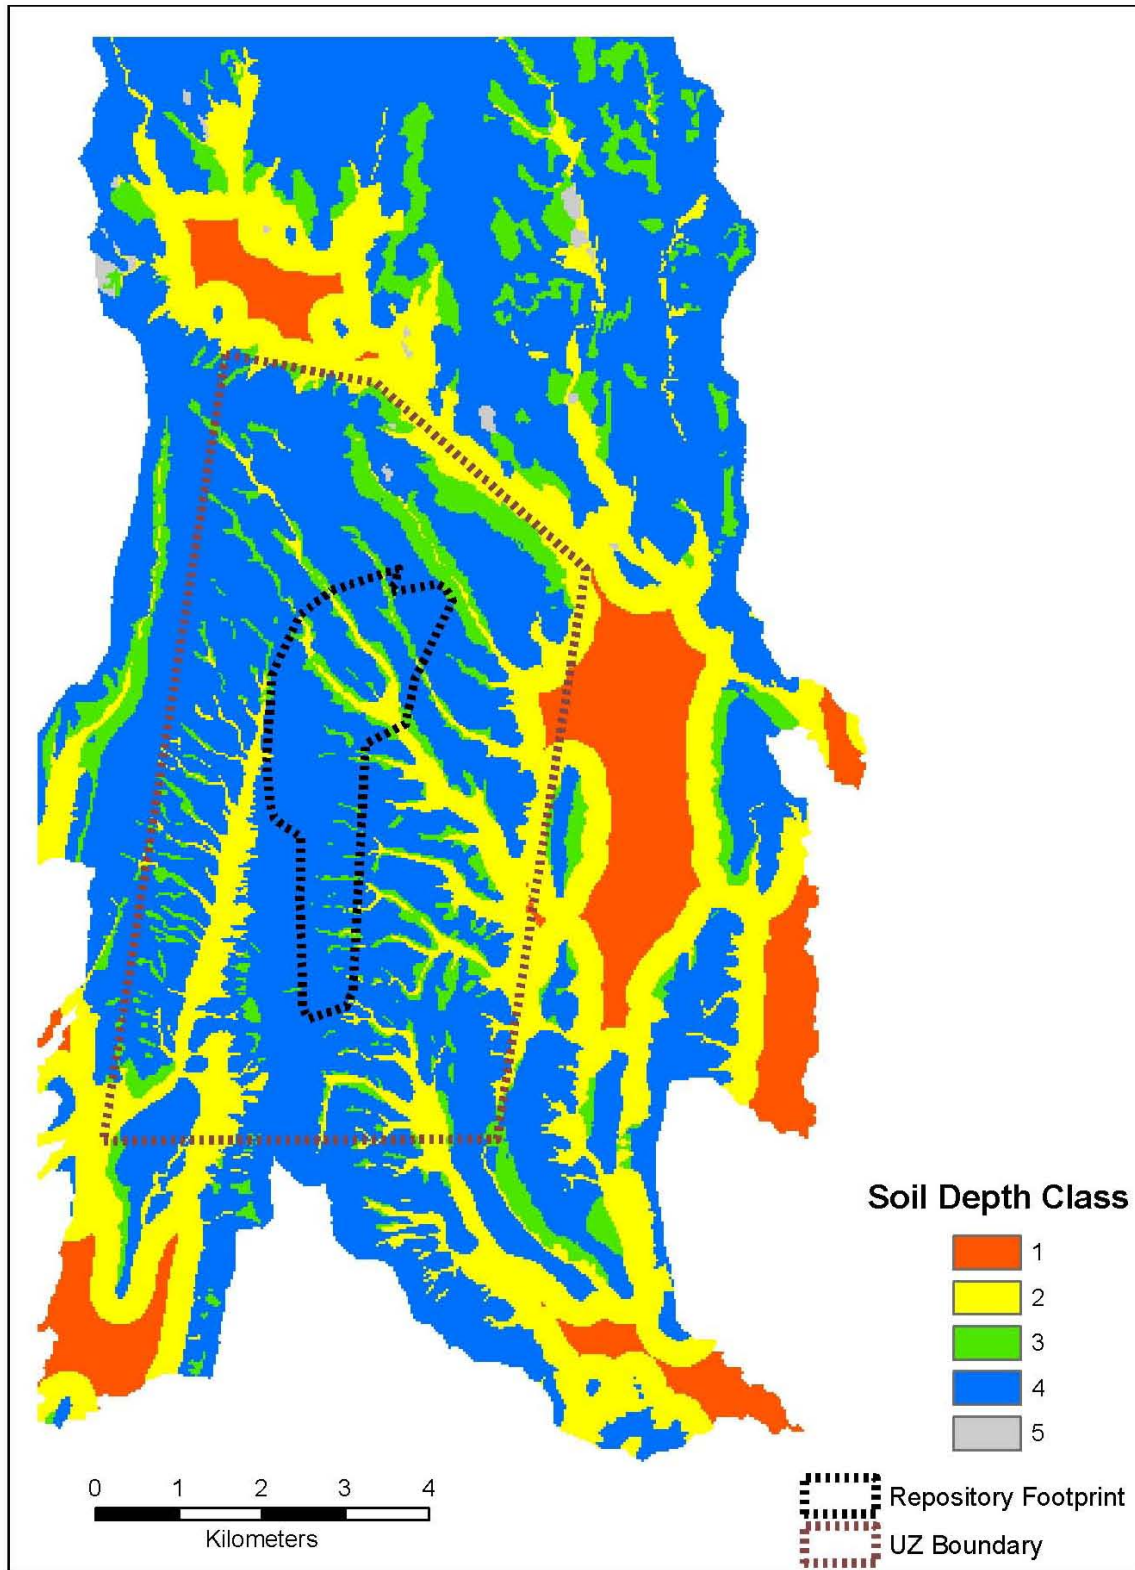 Soil Depth Class
1
2
3
4
5
0 1 2 3 4
Kilometers
Repository Footprint
UZ Boundary